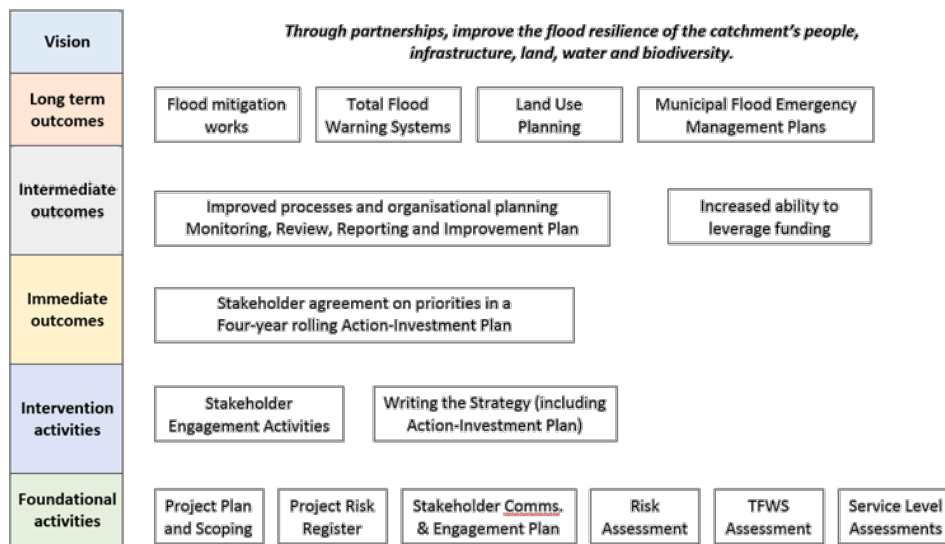 Vision
Through partnerships, improve the flood resilience of the catchment's people,
infrastructure, land, water and biodiversity.
Long term
outcomes
Flood mitigation
works
Total Flood
Warning Systems
Land Use
Planning
Municipal Flood Emergency
Management Plans
Intermediate
outcomes
Improved processes and organisational planning
Monitoring, Review, Reporting and Improvement Plan
Increased ability to
leverage funding
Immediate
outcomes
Stakeholder agreement on priorities in a
Four-year rolling Action-Investment Plan
Intervention
activities
Stakeholder
Engagement Activities
Writing the Strategy (including
Action-Investment Plan)
Foundational
activities
Project Plan
and Scoping
Project Risk
Register
Stakeholder Comms.
& Engagement Plan
Risk
Assessment
TFWS
Assessment
Service Level
Assessments